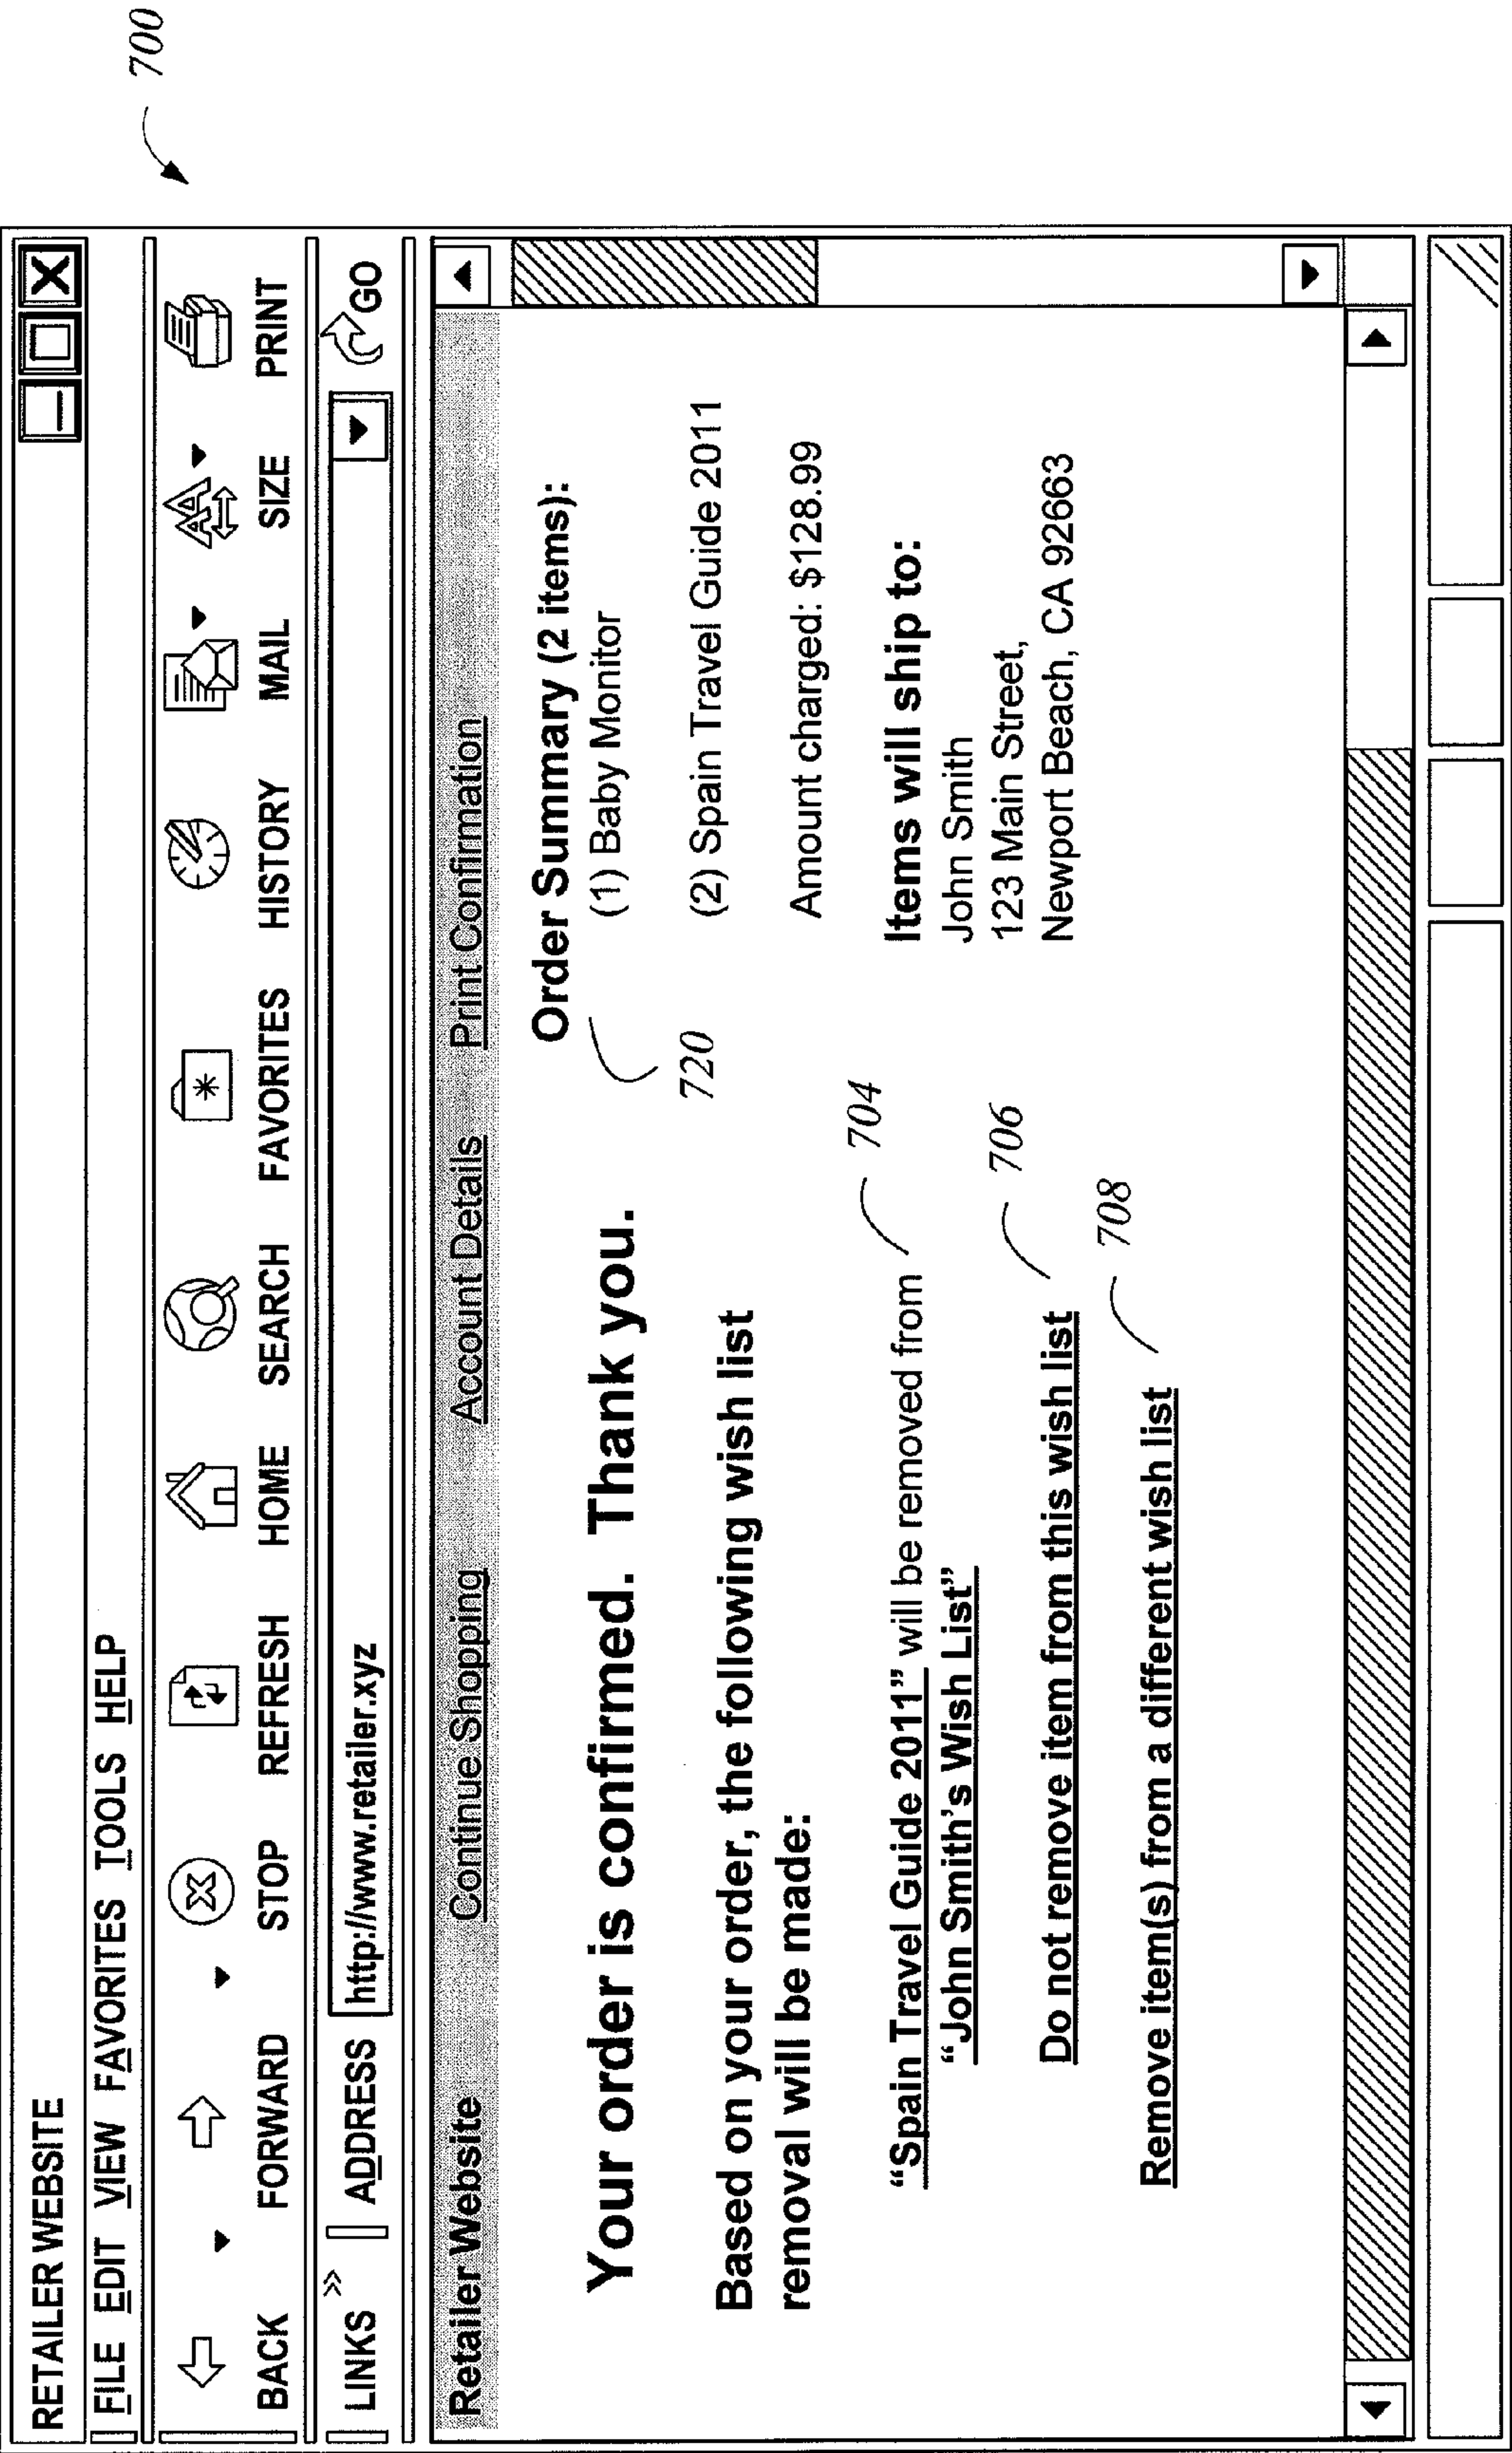 700
RETAILER WEBSITE
FILE EDIT VIEW FAVORITES TOOLS HELP
BACK FORWARD STOP REFRESH HOME SEARCH FAVORITES HISTORY MAIL SIZE PRINT
LINKS » ADDRESS http://www.retailer.xyz GO
Retailer Website Continue Shopping Account Details Print Confirmation
Your order is confirmed. Thank you.
Based on your order, the following wish list
removal will be made:
“Spain Travel Guide 2011” will be removed from
“John Smith’s Wish List”
704
Do not remove item from this wish list
706
Remove item(s) from a different wish list
708
720
Order Summary (2 items):
(1) Baby Monitor
(2) Spain Travel Guide 2011
Amount charged: $128.99
Items will ship to:
John Smith
123 Main Street,
Newport Beach, CA 92663